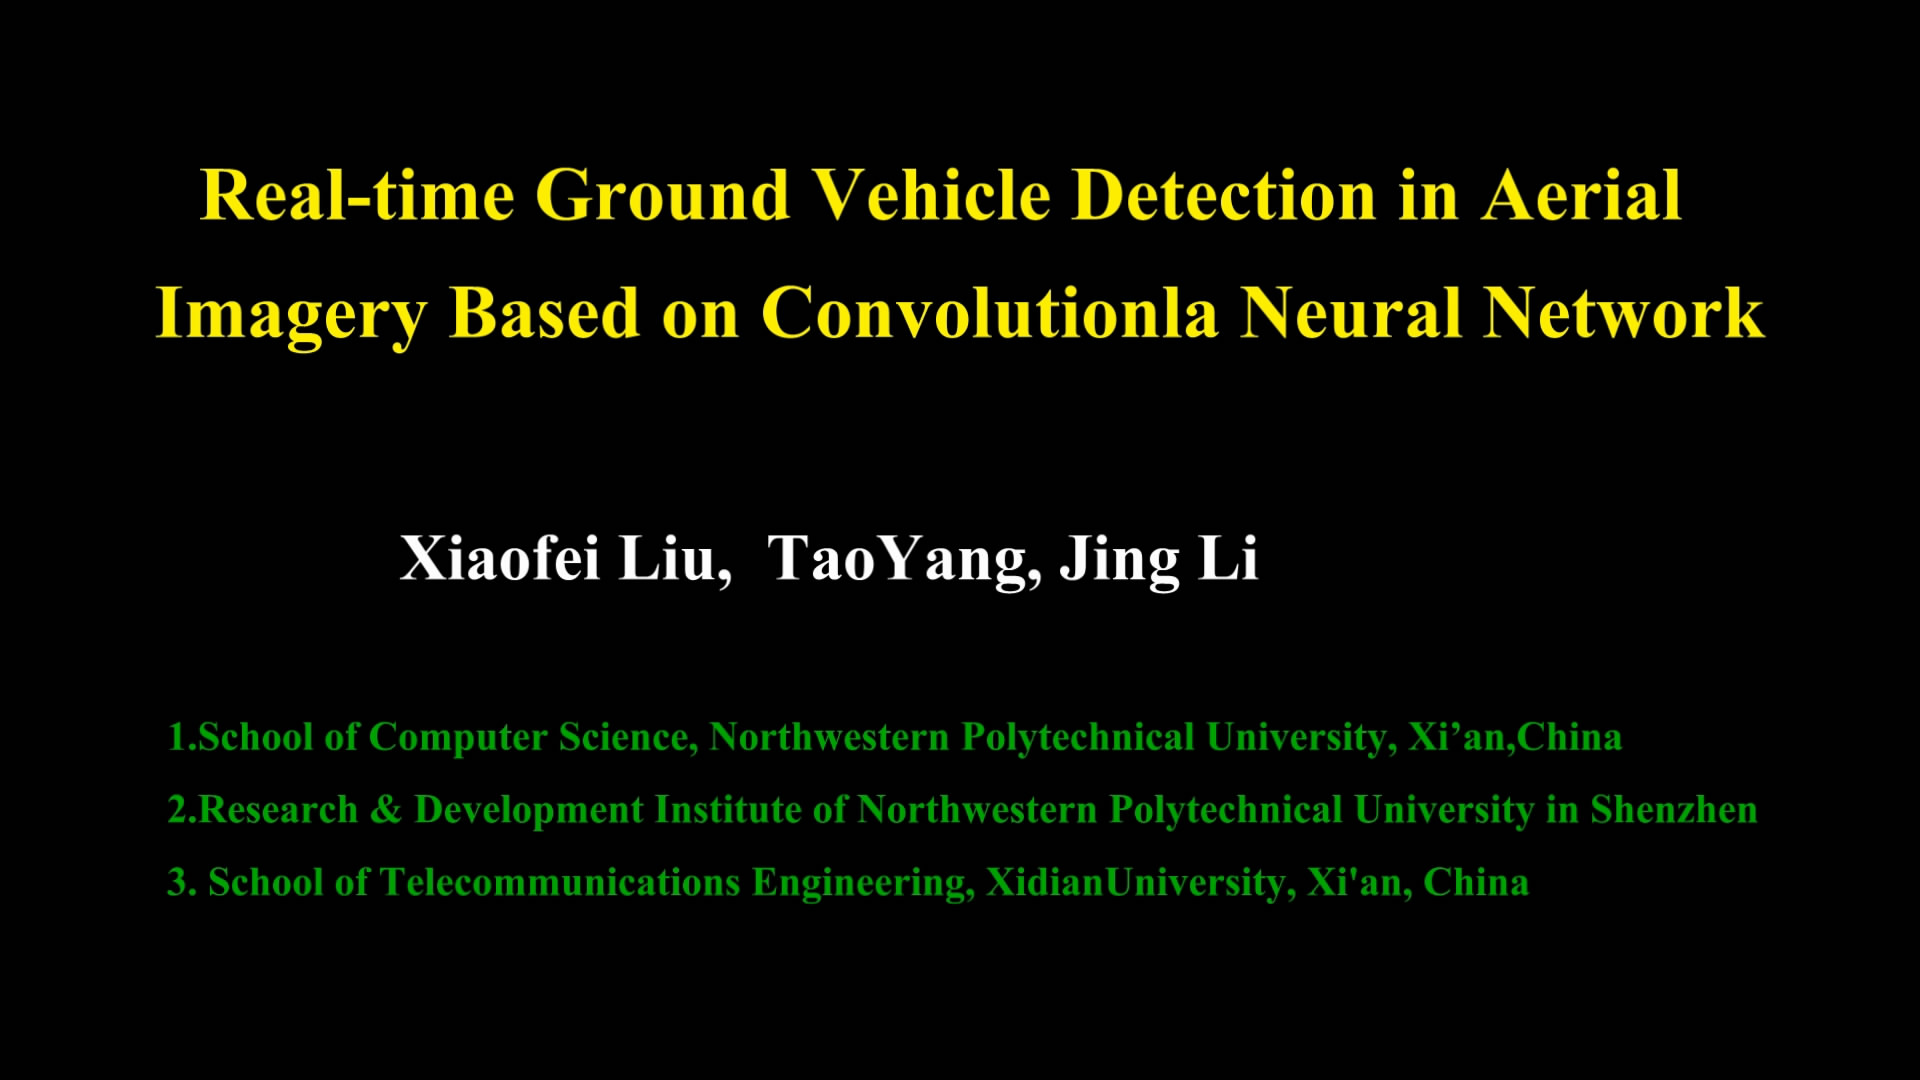 Real-time Ground Vehicle Detection in Aerial
Imagery Based on Convolutionla Neural Network
Xiaofei Liu,  TaoYang, Jing Li
1.School of Computer Science, Northwestern Polytechnical University, Xi’an,China
2.Research & Development Institute of Northwestern Polytechnical University in Shenzhen
3. School of Telecommunications Engineering, XidianUniversity, Xi'an, China